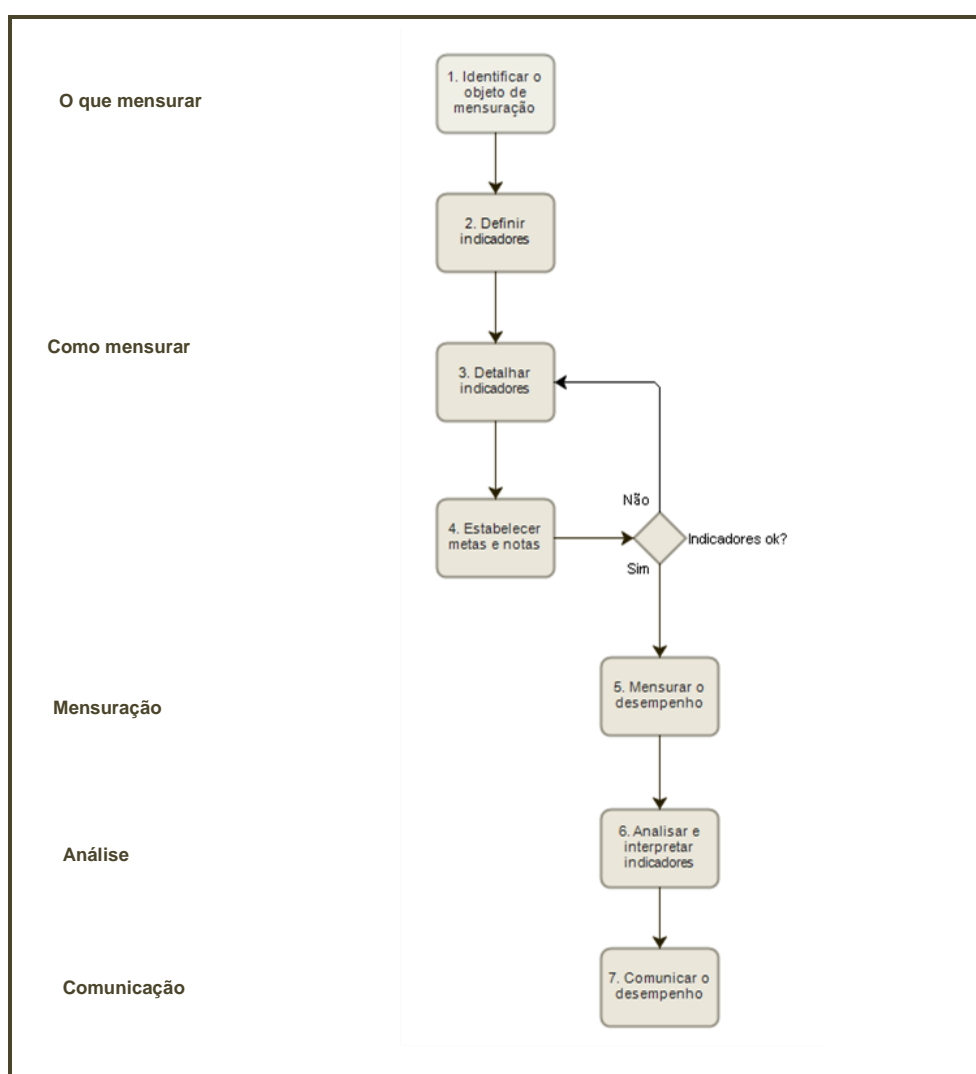 O que mensurar
1. Identificar o
objeto de
mensuração
2. Definir
indicadores
Como mensurar
3. Detalhar
indicadores
Não
4. Estabelecer
metas e notas
Indicadores ok?
Sim
5. Mensurar o
desempenho
Mensuração
6. Analisar e
interpretar
indicadores
Análise
7. Comunicar o
desempenho
Comunicação